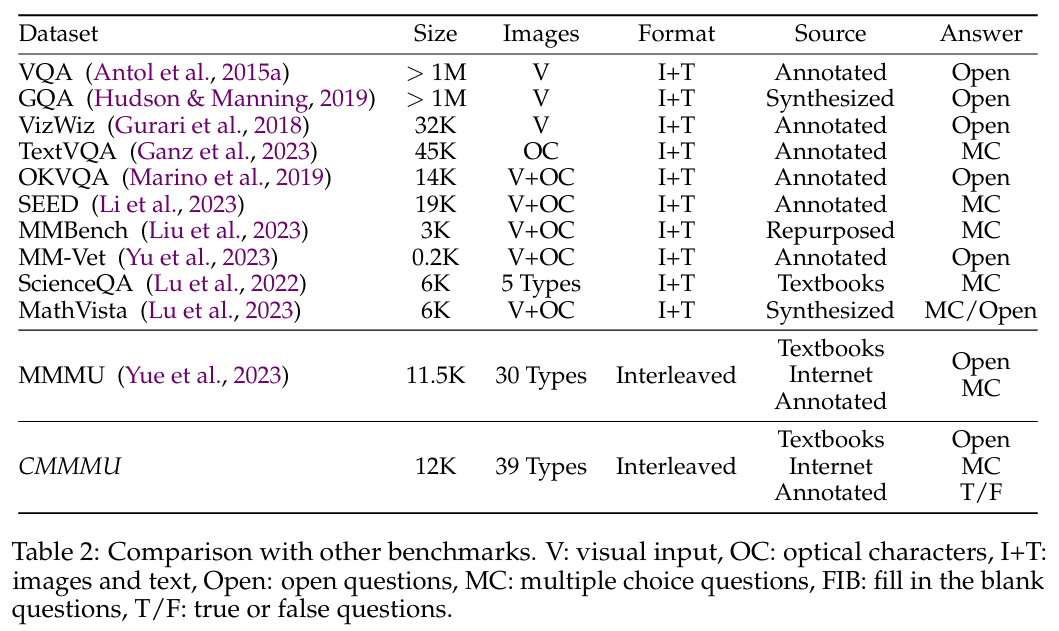 Dataset Size Images Format Source Answer
VQA (Antol et al., 2015a) > 1M V I+T Annotated Open
GQA (Hudson & Manning, 2019) > 1M V I+T Synthesized Open
VizWiz (Gurari et al., 2018) 32K V I+T Annotated Open
TextVQA (Ganz et al., 2023) 45K OC I+T Annotated MC
OKVQA (Marino et al., 2019) 14K V+OC I+T Annotated Open
SEED (Li et al., 2023) 19K V+OC I+T Annotated MC
MMBench (Liu et al., 2023) 3K V+OC I+T Repurposed MC
MM-Vet (Yu et al., 2023) 0.2K V+OC I+T Annotated Open
ScienceQA (Lu et al., 2022) 6K 5 Types I+T Textbooks MC
MathVista (Lu et al., 2023) 6K V+OC I+T Synthesized MC/Open
Textbooks
Open
MMMU (Yue et al., 2023) 11.5K 30 Types Interleaved Internet
MC
Annotated
Textbooks Open
CMMMU 12K 39 Types Interleaved Internet MC
Annotated T/F
Table 2: Comparison with other benchmarks. V: visual input, OC: optical characters, I+T:
images and text, Open: open questions, MC: multiple choice questions, FIB: fill in the blank
questions, T/F: true or false questions.